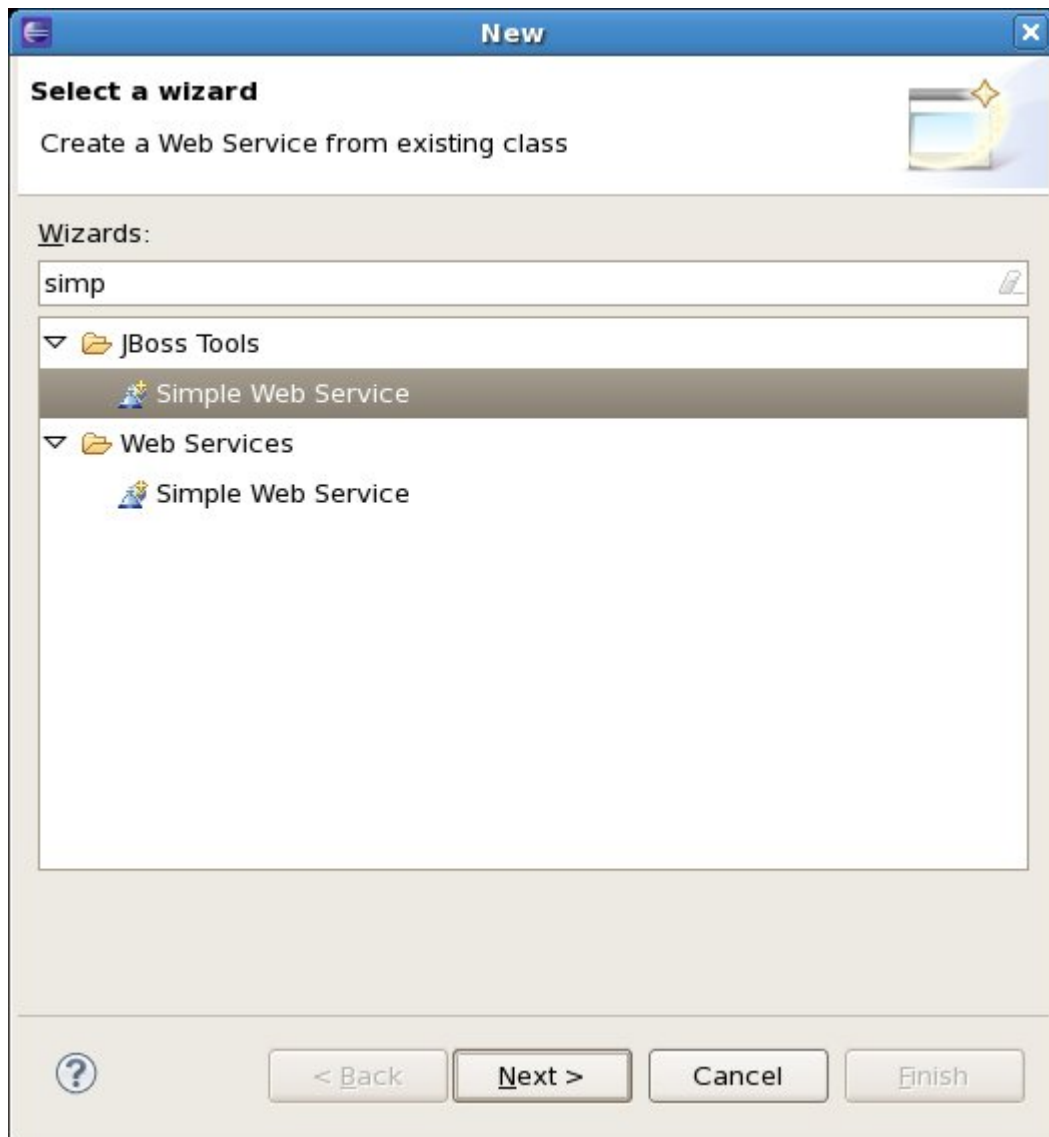 New
Select a wizard
Create a Web Service from existing class
Wizards:
simp
JBoss Tools
Simple Web Service
Web Services
Simple Web Service
?
< Back Next > Cancel Finish